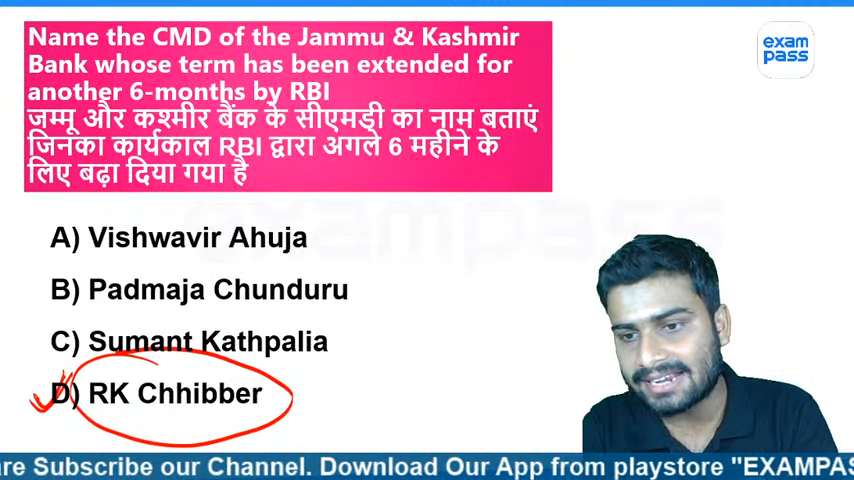 Name the CMD of the Jammu & Kashmir
Bank whose term has been extended for
another 6-months by RBI
जम्मू और कश्मीर बैंक के सीएमडी का नाम बताएं
जिनका कार्यकाल RBI द्वारा अगले 6 महीने के
लिए बढ़ा दिया गया है
exam
pass
exampass
A) Vishwavir Ahuja
B) Padmaja Chunduru
C) Sumant Kathpalia
D) RK Chhibber
are Subscribe our Channel. Download Our App from playstore "EXAMPAS